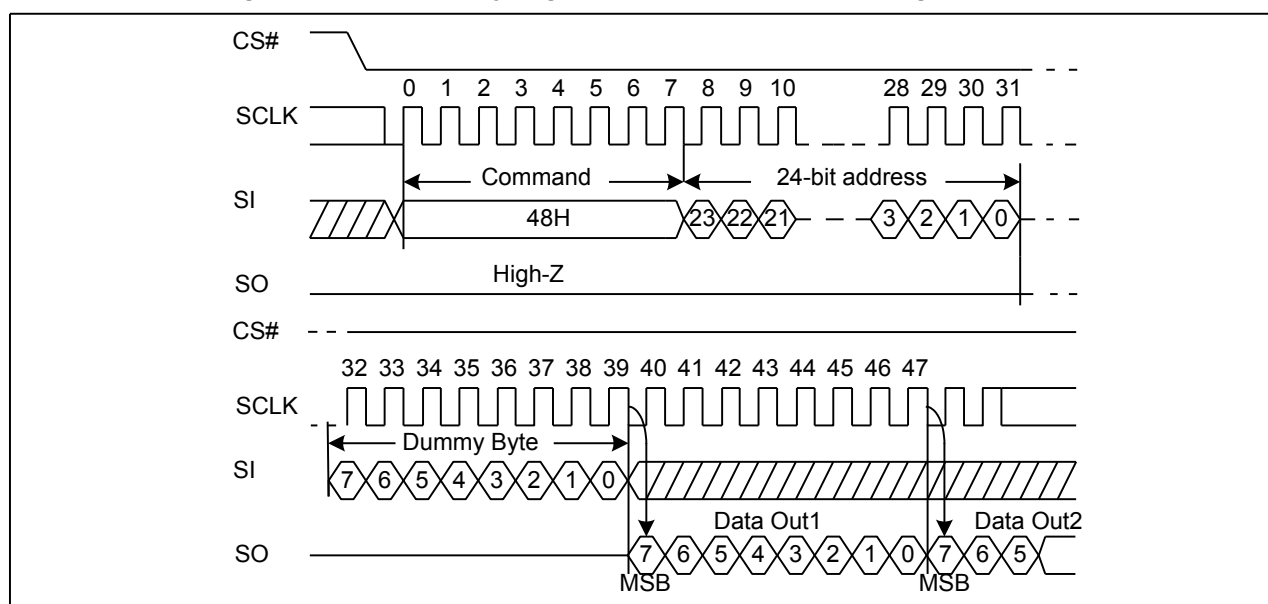 CS#
0 1 2 3 4 5 6 7 8 9 10 28 29 30 31
SCLK
Command 24-bit address
SI
48H 23 22 21 3 2 1 0
High-Z
SO
CS#
32 33 34 35 36 37 38 39 40 41 42 43 44 45 46 47
SCLK
Dummy Byte
SI
7 6 5 4 3 2 1 0
Data Out1 Data Out2
SO
7 6 5 4 3 2 1 0 7 6 5
MSB MSB